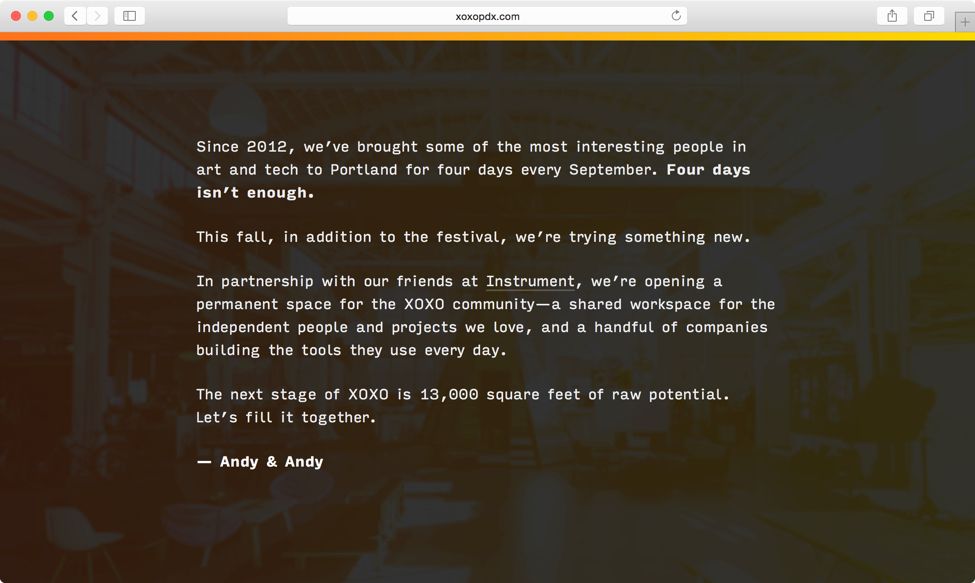 xoxopdx.com
Since 2012, we’ve brought some of the most interesting people in
art and tech to Portland for four days every September. Four days
isn’t enough.
This fall, in addition to the festival, we’re trying something new.
In partnership with our friends at Instrument, we’re opening a
permanent space for the XOXO community—a shared workspace for the
independent people and projects we love, and a handful of companies
building the tools they use every day.
The next stage of XOXO is 13,000 square feet of raw potential.
Let’s fill it together.
— Andy & Andy